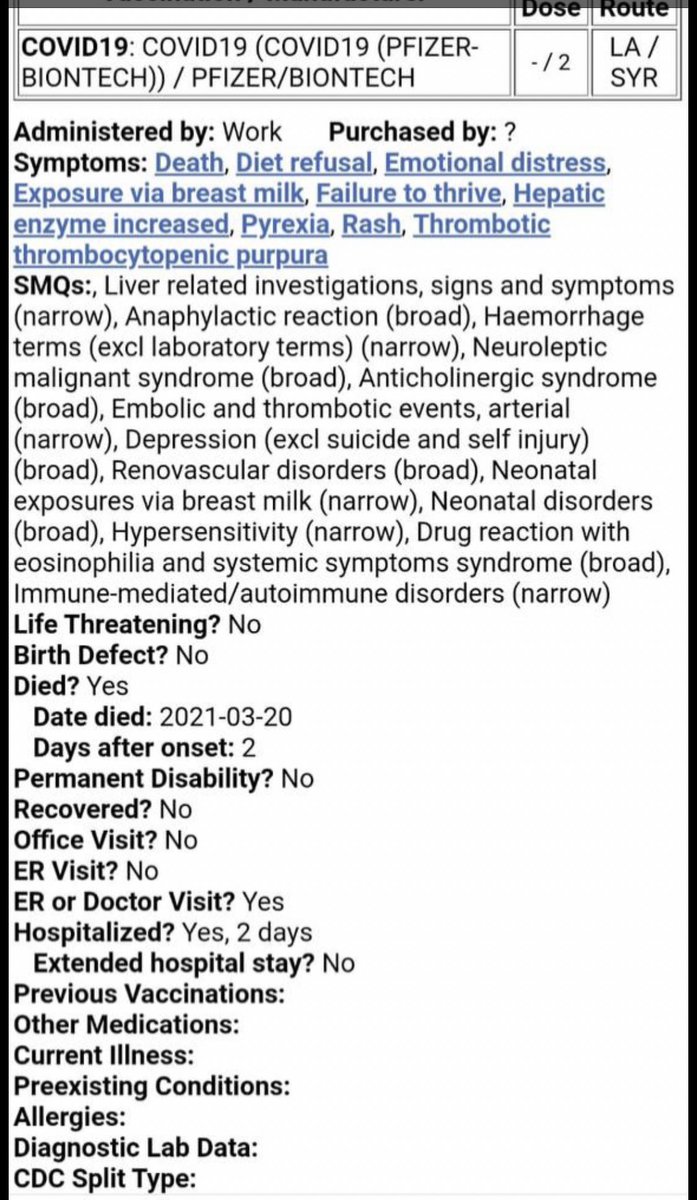 Dose Route
COVID19: COVID19 (COVID19 (PFIZER-
BIONTECH)) / PFIZER/BIONTECH
- / 2
LA /
SYR
Administered by: Work Purchased by: ?
Symptoms: Death, Diet refusal, Emotional distress,
Exposure via breast milk, Failure to thrive, Hepatic
enzyme increased, Pyrexia, Rash, Thrombotic
thrombocytopenic purpura
SMQs:, Liver related investigations, signs and symptoms
(narrow), Anaphylactic reaction (broad), Haemorrhage
terms (excl laboratory terms) (narrow), Neuroleptic
malignant syndrome (broad), Anticholinergic syndrome
(broad), Embolic and thrombotic events, arterial
(narrow), Depression (excl suicide and self injury)
(broad), Renovascular disorders (broad), Neonatal
exposures via breast milk (narrow), Neonatal disorders
(broad), Hypersensitivity (narrow), Drug reaction with
eosinophilia and systemic symptoms syndrome (broad),
Immune-mediated/autoimmune disorders (narrow)
Life Threatening? No
Birth Defect? No
Died? Yes
Date died: 2021-03-20
Days after onset: 2
Permanent Disability? No
Recovered? No
Office Visit? No
ER Visit? No
ER or Doctor Visit? Yes
Hospitalized? Yes, 2 days
Extended hospital stay? No
Previous Vaccinations:
Other Medications:
Current Illness:
Preexisting Conditions:
Allergies:
Diagnostic Lab Data:
CDC Split Type: